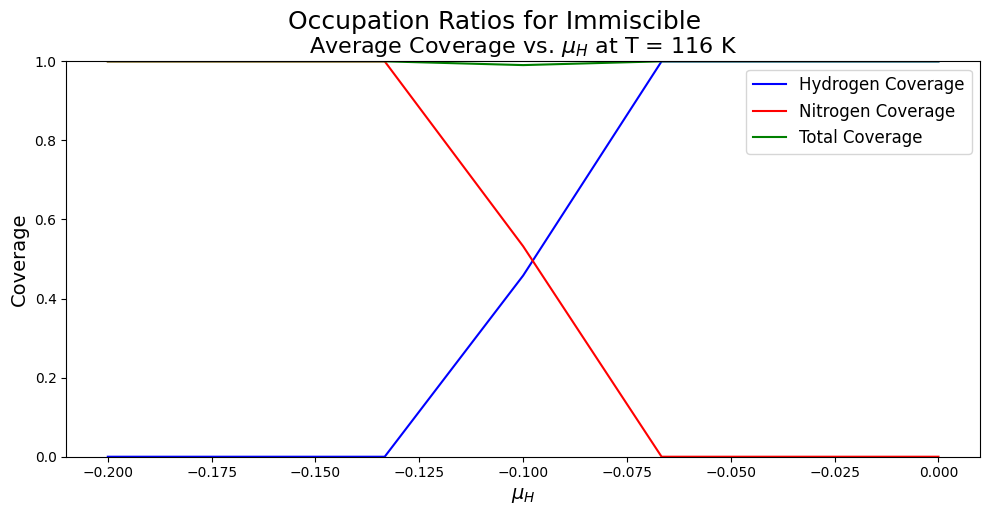 Occupation Ratios for Immiscible
Average Coverage vs. μ_H at T = 116 K
Hydrogen Coverage
Nitrogen Coverage
Total Coverage
Coverage
1.0
0.8
0.6
0.4
0.2
0.0
−0.200 −0.175 −0.150 −0.125 −0.100 −0.075 −0.050 −0.025 0.000
μ_H